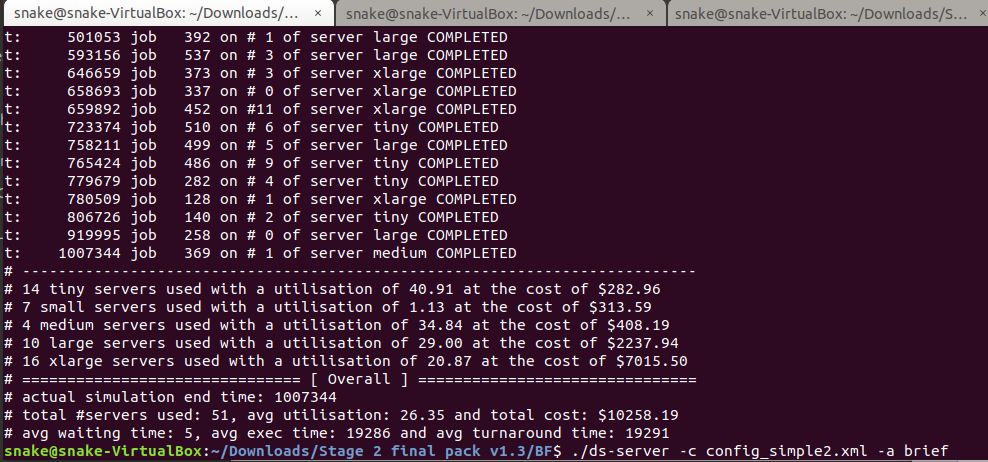 snake@snake-VirtualBox: ~/Downloads/... × snake@snake-VirtualBox: ~/Downloads/... × snake@snake-VirtualBox: ~/Downloads/S... ×
t: 501053 job 392 on # 1 of server large COMPLETED
t: 593156 job 537 on # 3 of server large COMPLETED
t: 646659 job 373 on # 3 of server xlarge COMPLETED
t: 658693 job 337 on # 0 of server xlarge COMPLETED
t: 659892 job 452 on #11 of server xlarge COMPLETED
t: 723374 job 510 on # 6 of server tiny COMPLETED
t: 758211 job 499 on # 5 of server large COMPLETED
t: 765424 job 486 on # 9 of server tiny COMPLETED
t: 779679 job 282 on # 4 of server tiny COMPLETED
t: 780509 job 128 on # 1 of server xlarge COMPLETED
t: 806726 job 140 on # 2 of server tiny COMPLETED
t: 919995 job 258 on # 0 of server large COMPLETED
t: 1007344 job 369 on # 1 of server medium COMPLETED
# ---------------------------------------------------------------------------
# 14 tiny servers used with a utilisation of 40.91 at the cost of $282.96
# 7 small servers used with a utilisation of 1.13 at the cost of $313.59
# 4 medium servers used with a utilisation of 34.84 at the cost of $408.19
# 10 large servers used with a utilisation of 29.00 at the cost of $2237.94
# 16 xlarge servers used with a utilisation of 20.87 at the cost of $7015.50
# =============================== [ Overall ] ===============================
# actual simulation end time: 1007344
# total #servers used: 51, avg utilisation: 26.35 and total cost: $10258.19
# avg waiting time: 5, avg exec time: 19286 and avg turnaround time: 19291
snake@snake-VirtualBox:~/Downloads/Stage 2 final pack v1.3/BF$ ./ds-server -c config_simple2.xml -a brief